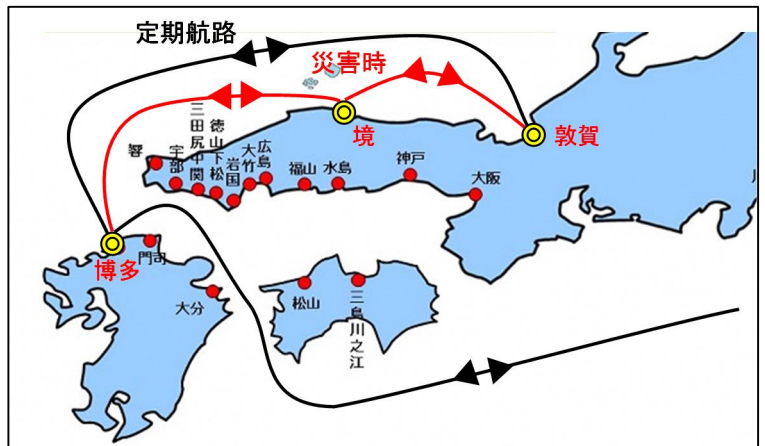 定期航路
災害時
境
敦賀
響
宇部
三田尻中関
徳山下松
岩国
大竹
広島
福山
水島
神戸
大阪
博多
門司
大分
松山
三島川之江